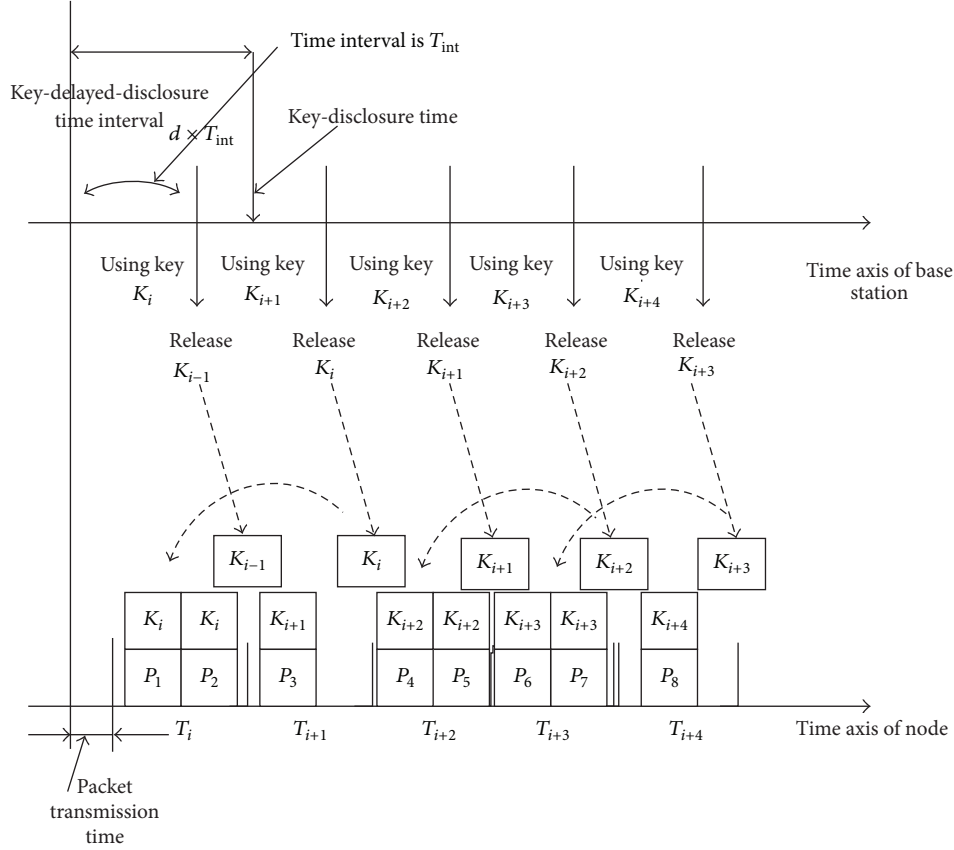 Time interval is T_int
Key-delayed-disclosure
time interval
d × T_int
Key-disclosure time
Using key
K_i
Using key
K_{i+1}
Using key
K_{i+2}
Using key
K_{i+3}
Using key
K_{i+4}
Time axis of base
station
Release
K_{i−1}
Release
K_i
Release
K_{i+1}
Release
K_{i+2}
Release
K_{i+3}
K_{i−1}
K_i
K_{i+1}
K_{i+2}
K_{i+3}
K_i
K_i
K_{i+1}
K_{i+2}
K_{i+2}
K_{i+3}
K_{i+3}
K_{i+4}
P_1
P_2
P_3
P_4
P_5
P_6
P_7
P_8
T_i
T_{i+1}
T_{i+2}
T_{i+3}
T_{i+4}
Time axis of node
Packet
transmission
time